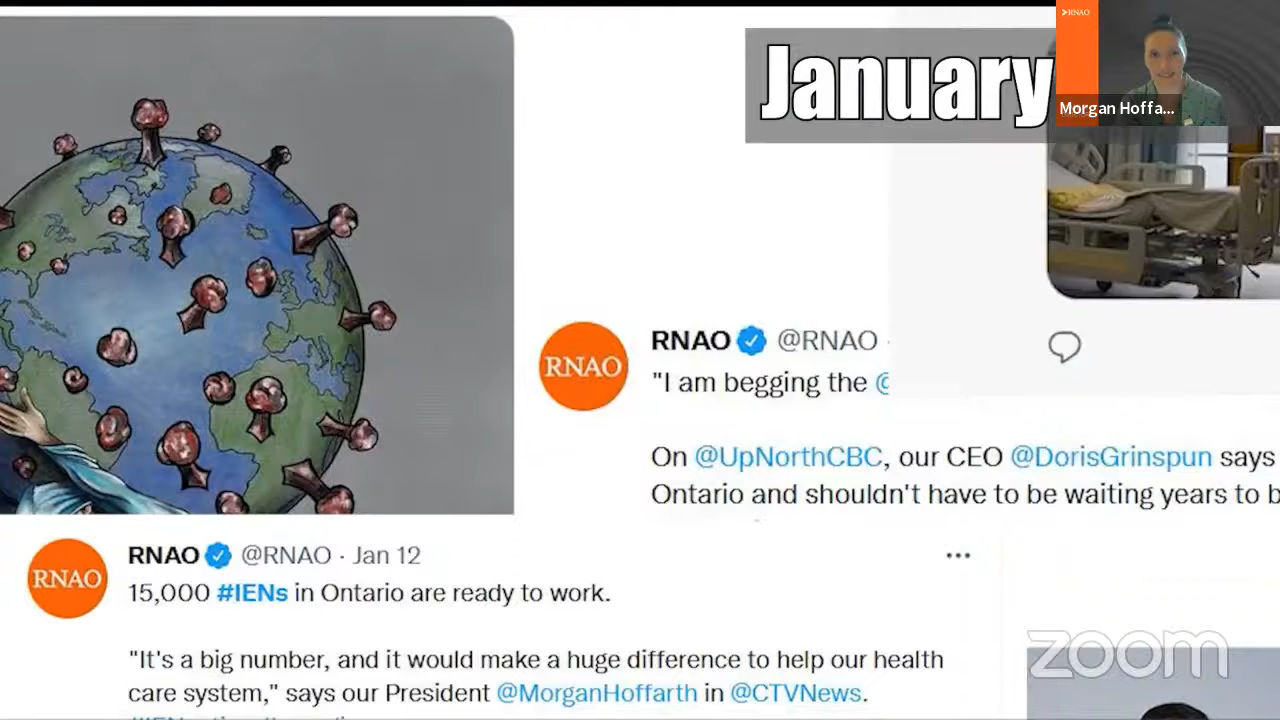 January
RNAO
Morgan Hoffa...
RNAO @RNAO ·
RNAO
"I am begging the @
On @UpNorthCBC, our CEO @DorisGrinspun says
Ontario and shouldn't have to be waiting years to b
RNAO @RNAO · Jan 12
RNAO
15,000 #IENs in Ontario are ready to work.
"It's a big number, and it would make a huge difference to help our health
care system," says our President @MorganHoffarth in @CTVNews.
zoom